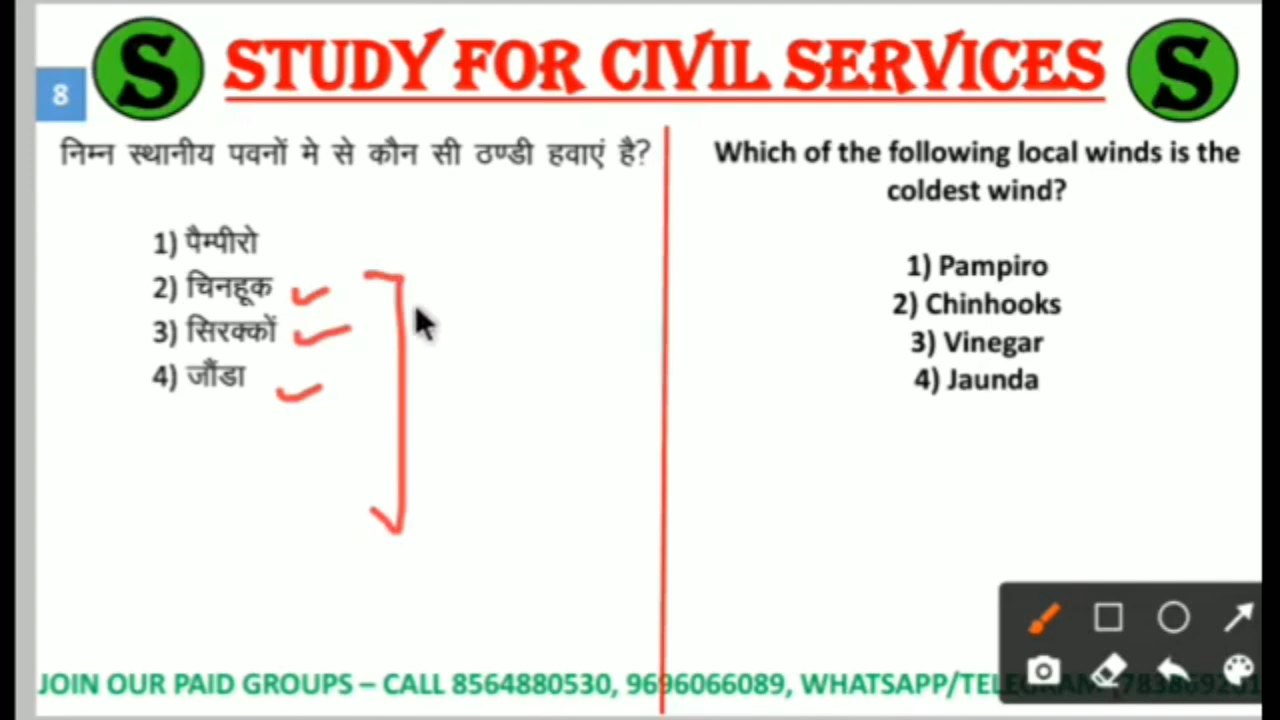 S STUDY FOR CIVIL SERVICES S
8
निम्न स्थानीय पवनों मे से कौन सी ठण्डी हवाएं है?
1) पैम्पीरो
2) चिनहूक
3) सिरक्कों
4) जौंडा
Which of the following local winds is the
coldest wind?
1) Pampiro
2) Chinhooks
3) Vinegar
4) Jaunda
JOIN OUR PAID GROUPS – CALL 8564880530, 9696066089, WHATSAPP/TELEGRAM